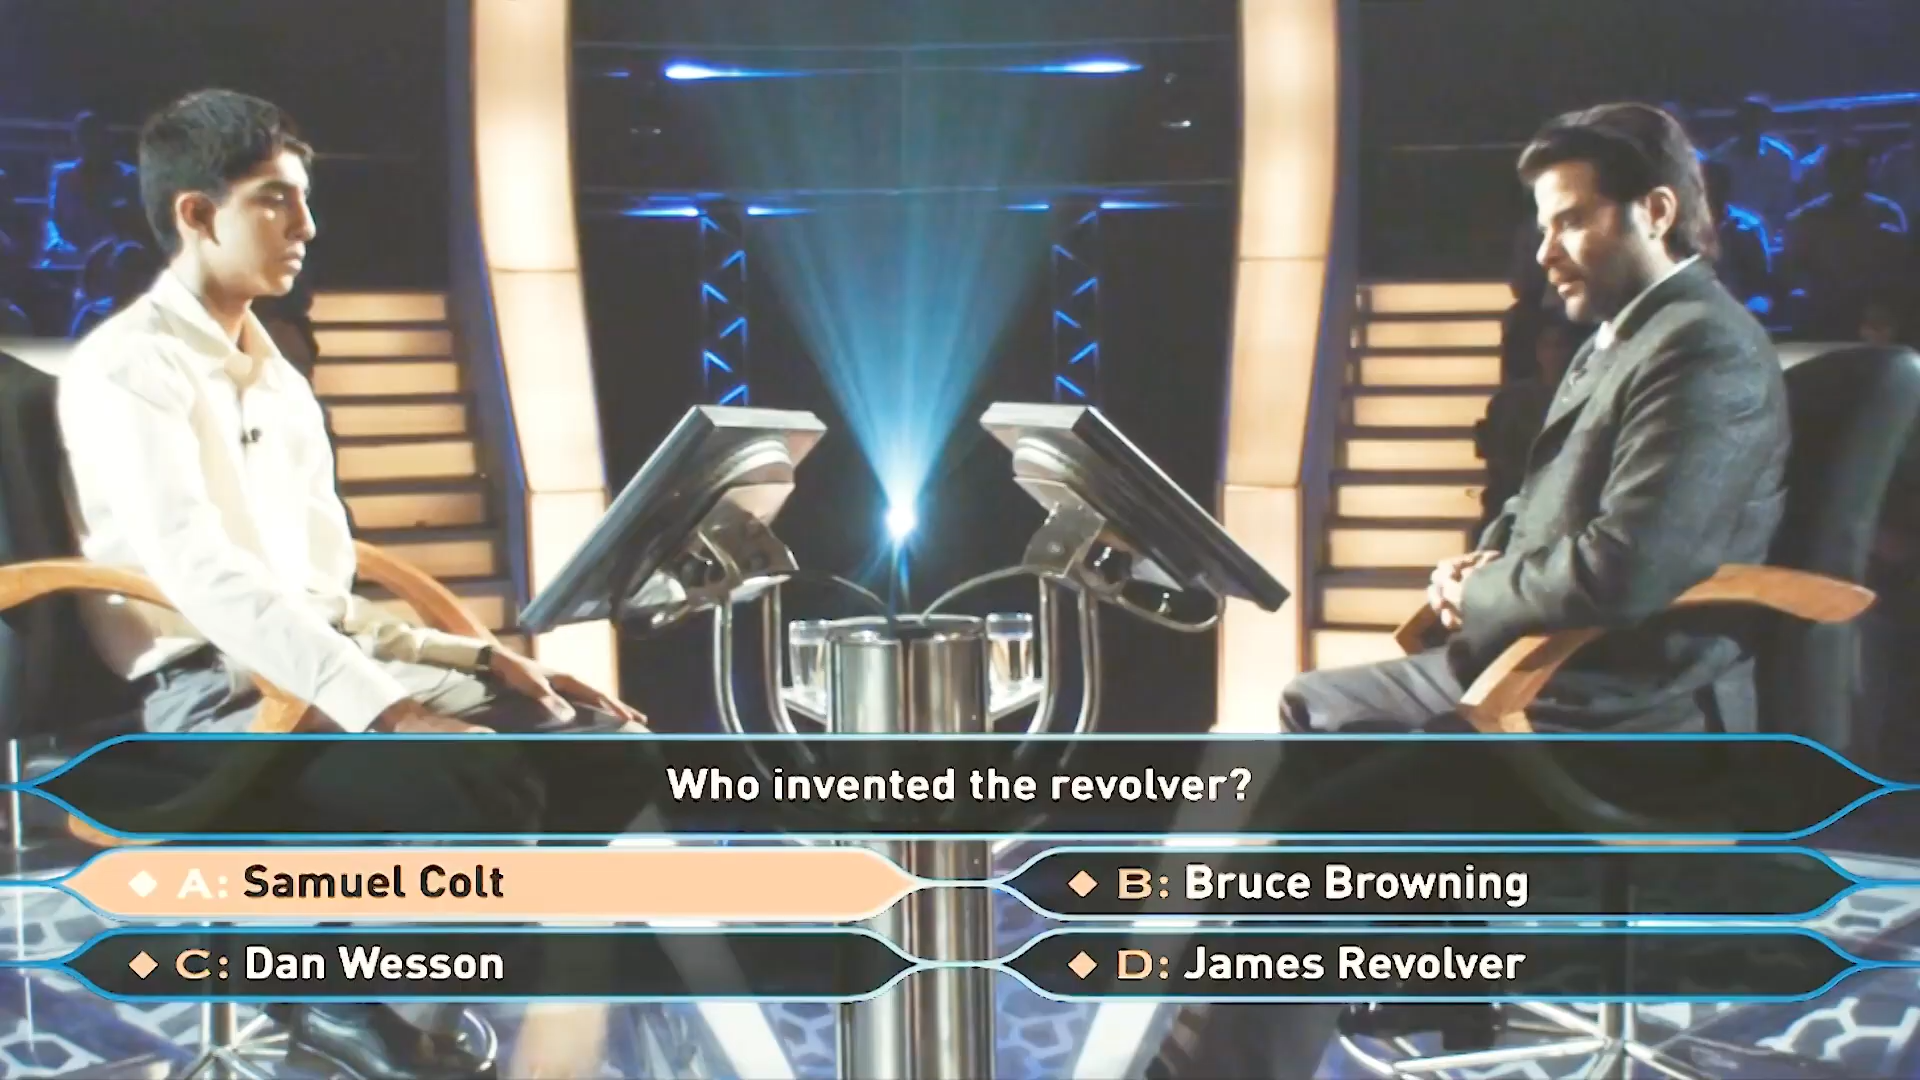 Who invented the revolver?
A: Samuel Colt
B: Bruce Browning
C: Dan Wesson
D: James Revolver